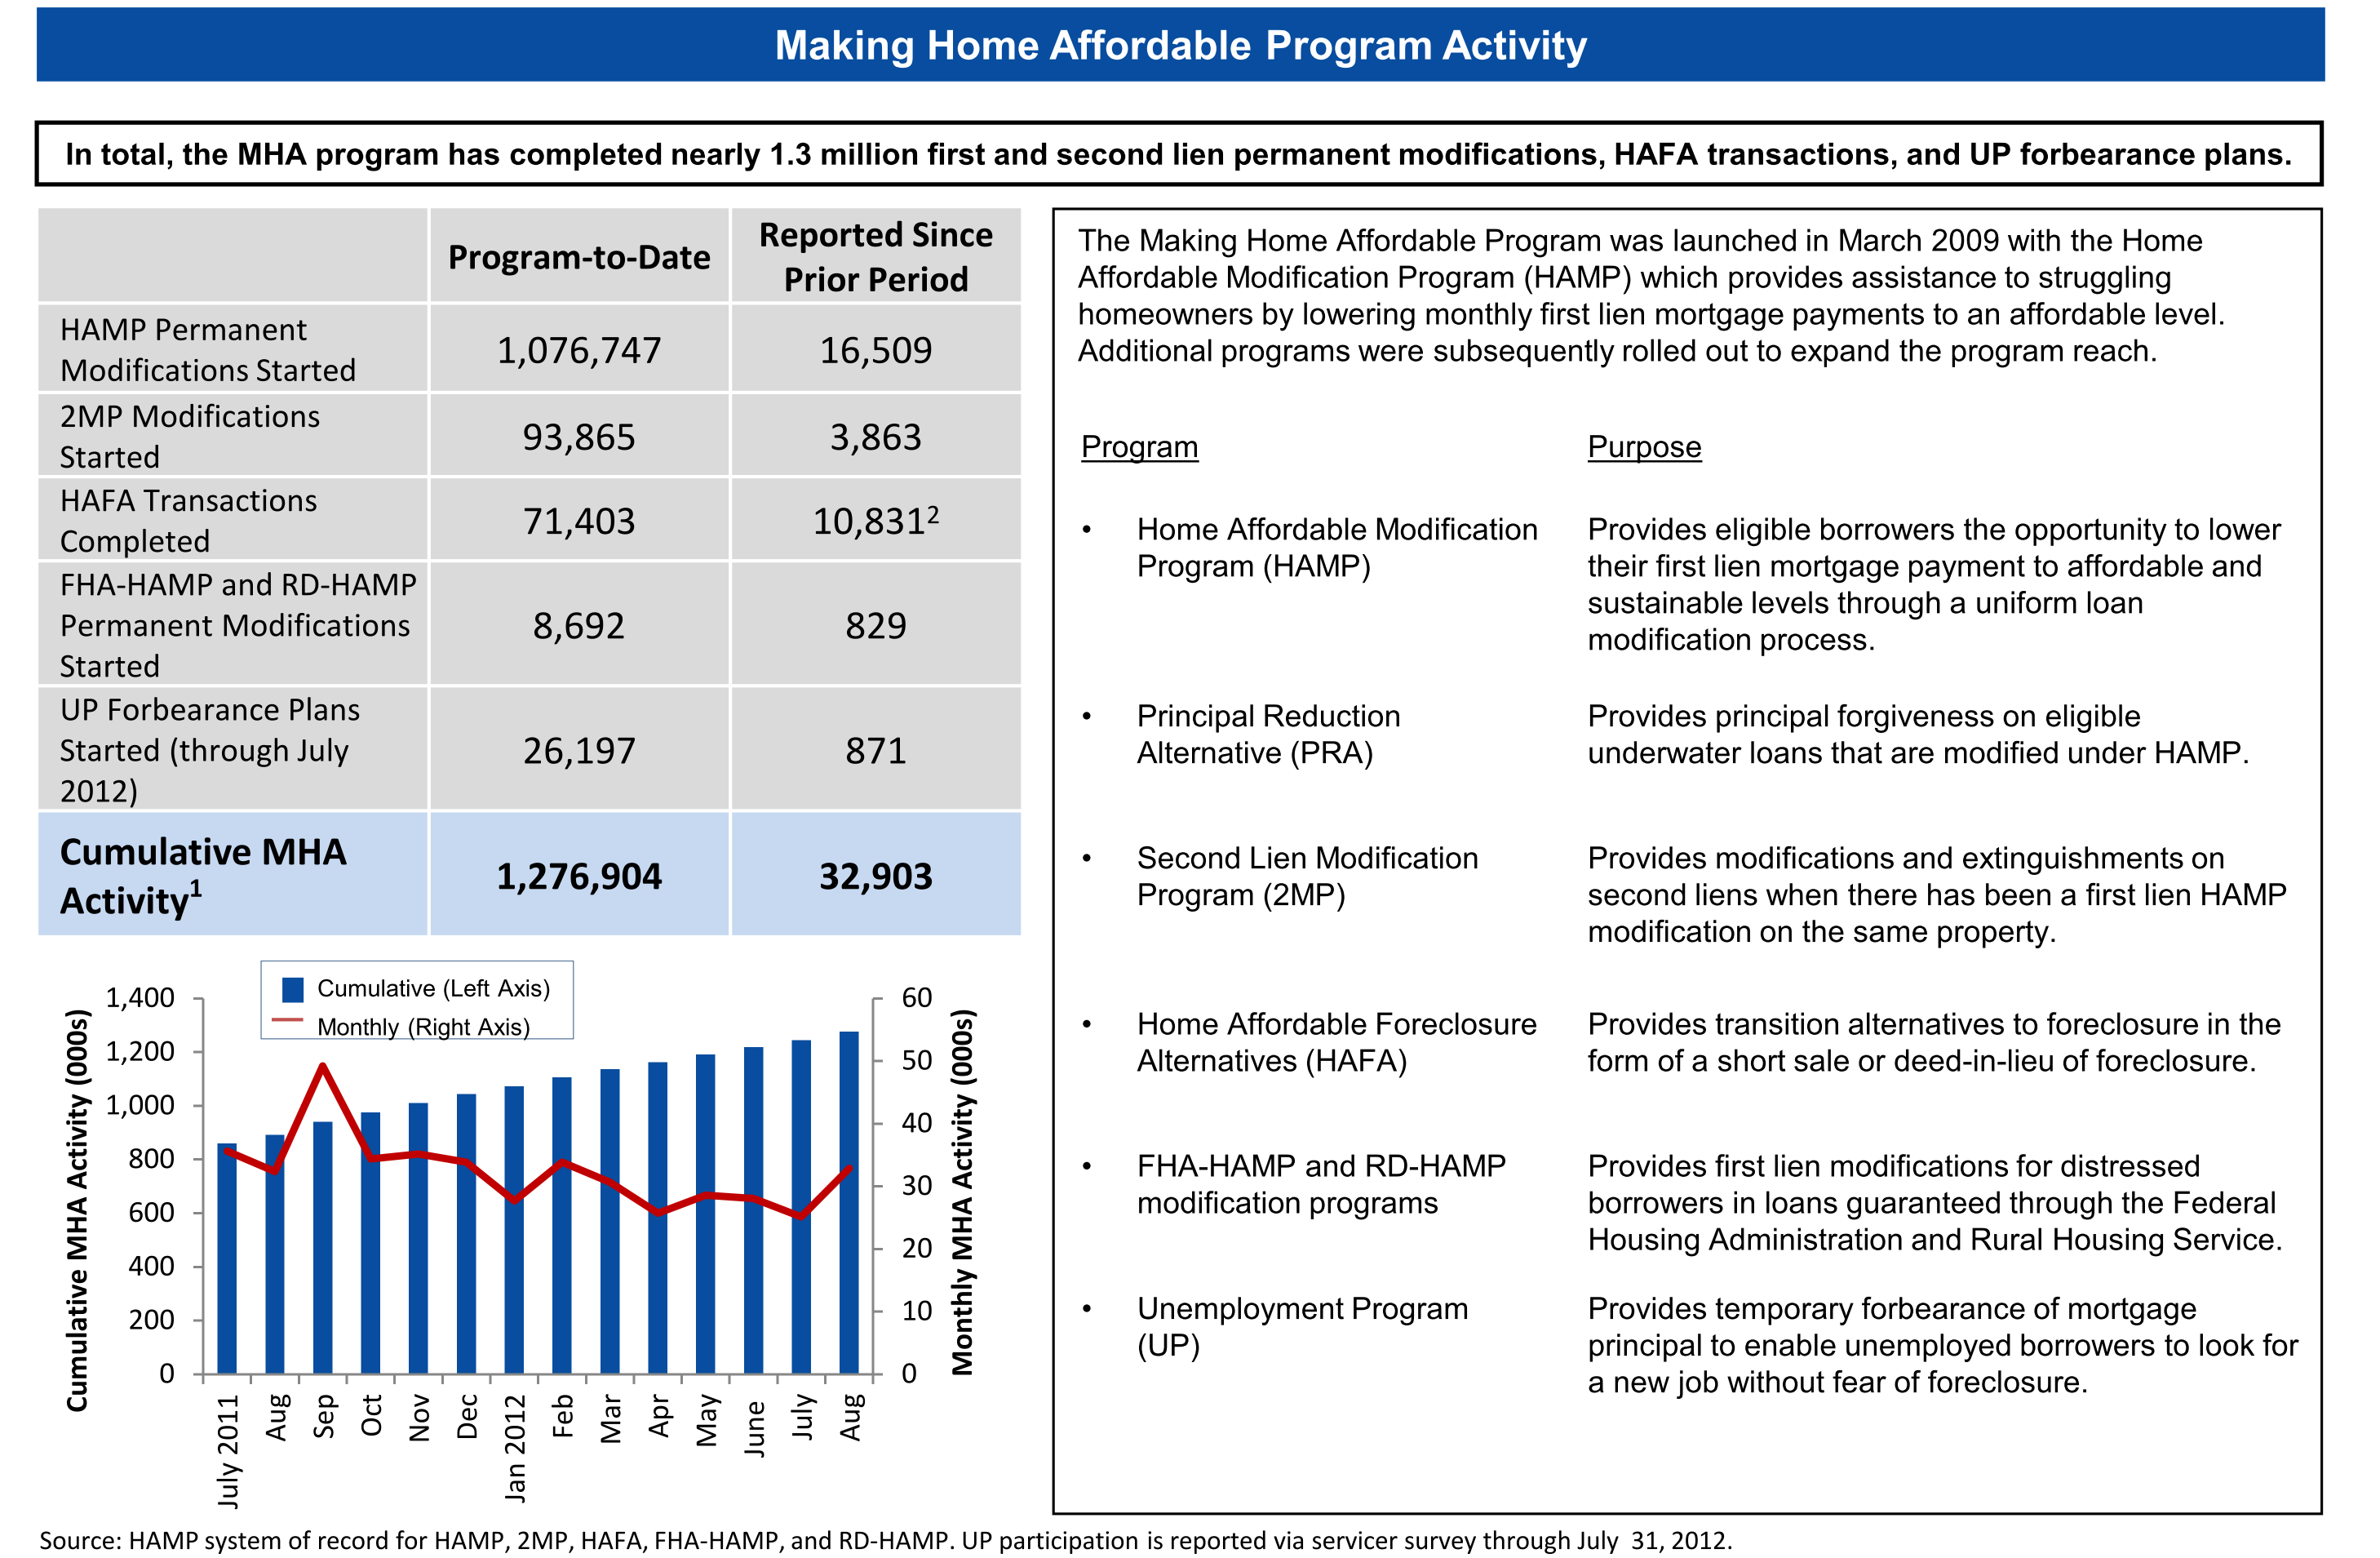 Making Home Affordable Program Activity
In total, the MHA program has completed nearly 1.3 million first and second lien permanent modifications, HAFA transactions, and UP forbearance plans.
Program-to-Date
Reported Since
Prior Period
HAMP Permanent
Modifications Started
1,076,747
16,509
2MP Modifications
Started
93,865
3,863
HAFA Transactions
Completed
71,403
10,831²
FHA-HAMP and RD-HAMP
Permanent Modifications
Started
8,692
829
UP Forbearance Plans
Started (through July
2012)
26,197
871
Cumulative MHA
Activity¹
1,276,904
32,903
Cumulative (Left Axis)
Monthly (Right Axis)
Cumulative MHA Activity (000s)
1,400
1,200
1,000
800
600
400
200
0
60
50
40
30
20
10
0
Monthly MHA Activity (000s)
July 2011
Aug
Sep
Oct
Nov
Dec
Jan 2012
Feb
Mar
Apr
May
June
July
Aug
The Making Home Affordable Program was launched in March 2009 with the Home
Affordable Modification Program (HAMP) which provides assistance to struggling
homeowners by lowering monthly first lien mortgage payments to an affordable level.
Additional programs were subsequently rolled out to expand the program reach.
Program
Purpose
• Home Affordable Modification
Program (HAMP)
Provides eligible borrowers the opportunity to lower
their first lien mortgage payment to affordable and
sustainable levels through a uniform loan
modification process.
• Principal Reduction
Alternative (PRA)
Provides principal forgiveness on eligible
underwater loans that are modified under HAMP.
• Second Lien Modification
Program (2MP)
Provides modifications and extinguishments on
second liens when there has been a first lien HAMP
modification on the same property.
• Home Affordable Foreclosure
Alternatives (HAFA)
Provides transition alternatives to foreclosure in the
form of a short sale or deed-in-lieu of foreclosure.
• FHA-HAMP and RD-HAMP
modification programs
Provides first lien modifications for distressed
borrowers in loans guaranteed through the Federal
Housing Administration and Rural Housing Service.
• Unemployment Program
(UP)
Provides temporary forbearance of mortgage
principal to enable unemployed borrowers to look for
a new job without fear of foreclosure.
Source: HAMP system of record for HAMP, 2MP, HAFA, FHA-HAMP, and RD-HAMP. UP participation is reported via servicer survey through July 31, 2012.